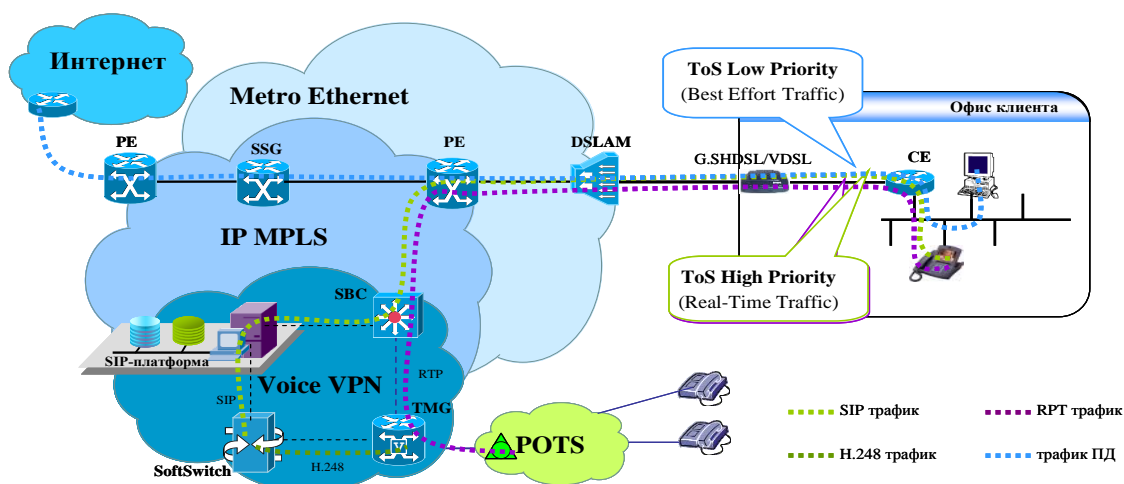 Интернет
Metro Ethernet
ToS Low Priority
(Best Effort Traffic)
Офис клиента
PE
SSG
PE
DSLAM
G.SHDSL/VDSL
CE
IP MPLS
ToS High Priority
(Real-Time Traffic)
SBC
SIP-платформа
Voice VPN
RTP
SIP
TMG
V
SoftSwitch
H.248
POTS
SIP трафик
RPT трафик
H.248 трафик
трафик ПД